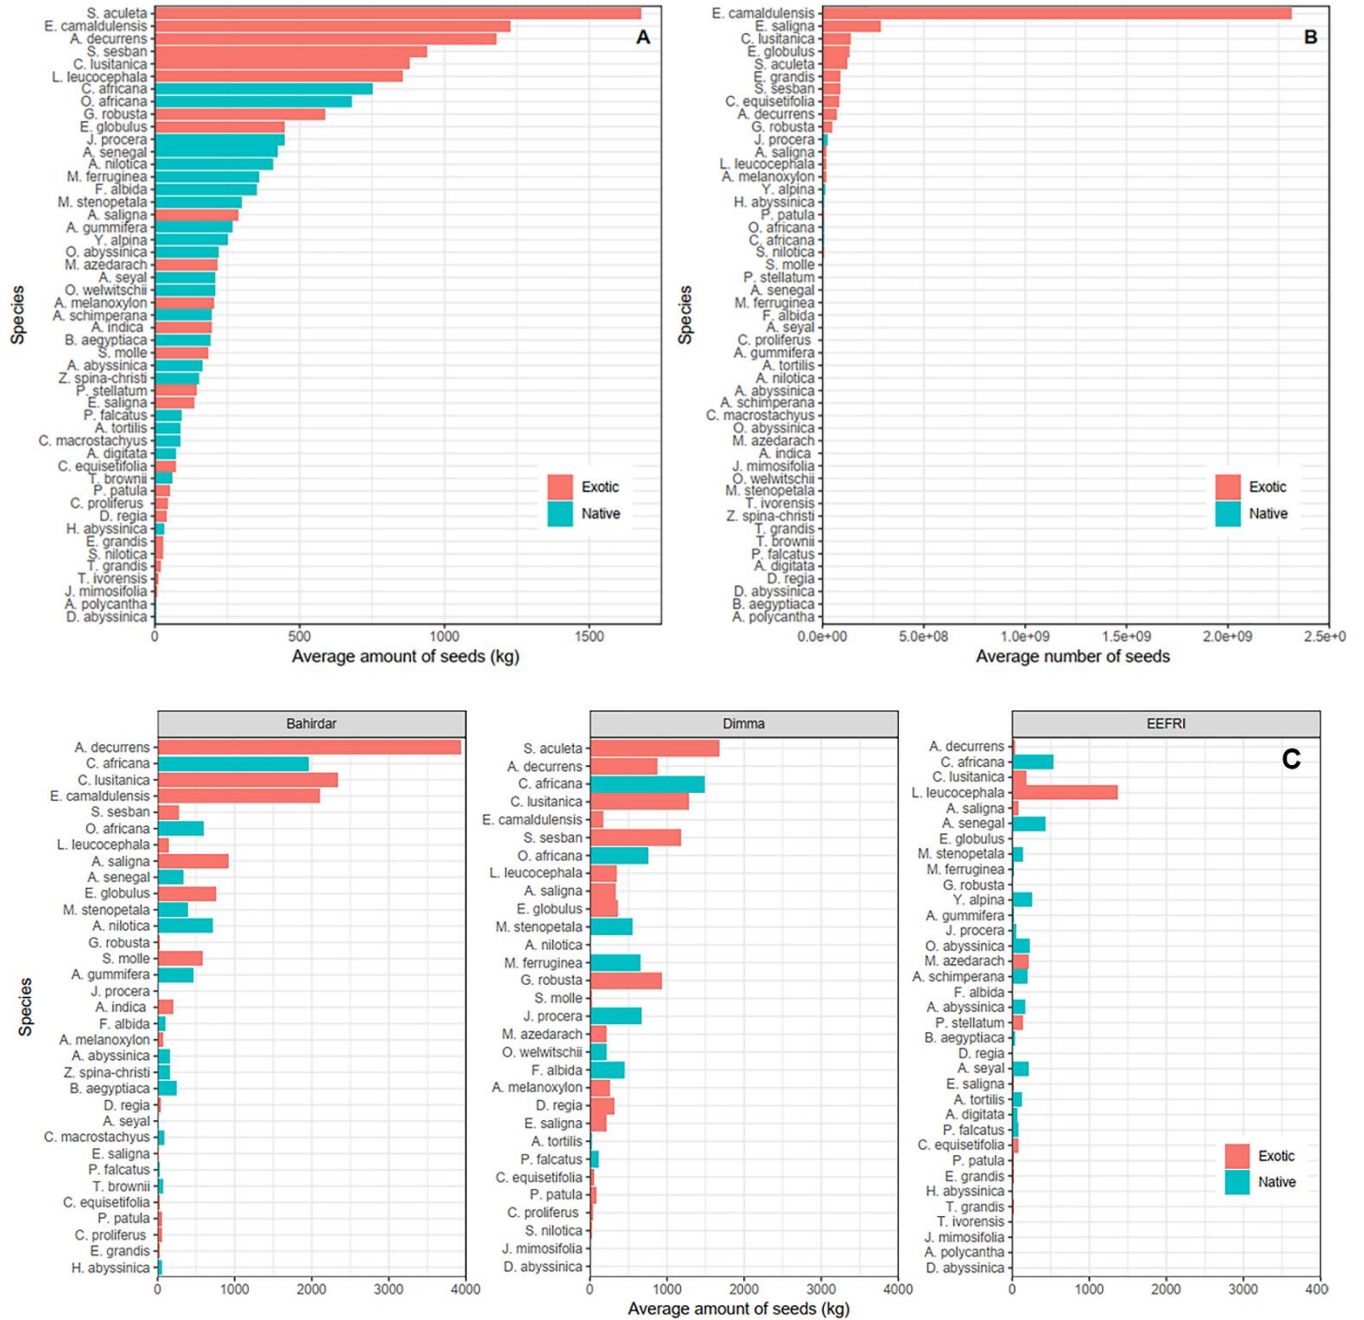 A
Species
S. aculeta
E. camaldulensis
A. decurrens
S. sesban
C. lusitanica
L. leucocephala
C. africana
O. africana
G. robusta
E. globulus
J. procera
A. senegal
A. nilotica
M. ferruginea
F. albida
M. stenopetala
A. saligna
A. gummifera
Y. alpina
O. abyssinica
M. azedarach
A. seyal
O. welwitschii
A. melanoxylon
A. schimperana
A. indica
B. aegyptiaca
S. molle
A. abyssinica
Z. spina-christi
P. stellatum
E. saligna
P. falcatus
A. tortilis
C. macrostachyus
A. digitata
C. equisetifolia
T. brownii
P. patula
C. proliferus
D. regia
H. abyssinica
E. grandis
S. nilotica
T. grandis
T. ivorensis
J. mimosifolia
A. polycantha
D. abyssinica
Exotic
Native
0 500 1000 1500
Average amount of seeds (kg)
B
Species
E. camaldulensis
E. saligna
C. lusitanica
E. globulus
S. aculeta
E. grandis
S. sesban
C. equisetifolia
A. decurrens
G. robusta
J. procera
A. saligna
L. leucocephala
A. melanoxylon
Y. alpina
H. abyssinica
P. patula
O. africana
C. africana
S. nilotica
S. molle
P. stellatum
A. senegal
M. ferruginea
F. albida
A. seyal
C. proliferus
A. gummifera
A. tortilis
A. nilotica
A. abyssinica
A. schimperana
C. macrostachyus
O. abyssinica
M. azedarach
A. indica
J. mimosifolia
O. welwitschii
M. stenopetala
T. ivorensis
Z. spina-christi
T. grandis
T. brownii
P. falcatus
A. digitata
D. regia
D. abyssinica
B. aegyptiaca
A. polycantha
Exotic
Native
0.0e+00 5.0e+08 1.0e+09 1.5e+09 2.0e+09 2.5e+0
Average number of seeds
Bahirdar
Species
A. decurrens
C. africana
C. lusitanica
E. camaldulensis
S. sesban
O. africana
L. leucocephala
A. saligna
A. senegal
E. globulus
M. stenopetala
A. nilotica
G. robusta
S. molle
A. gummifera
J. procera
A. indica
F. albida
A. melanoxylon
A. abyssinica
Z. spina-christi
B. aegyptiaca
D. regia
A. seyal
C. macrostachyus
E. saligna
P. falcatus
T. brownii
C. equisetifolia
P. patula
C. proliferus
E. grandis
H. abyssinica
0 1000 2000 3000 4000
Dimma
S. aculeta
A. decurrens
C. africana
C. lusitanica
E. camaldulensis
S. sesban
O. africana
L. leucocephala
A. saligna
E. globulus
M. stenopetala
A. nilotica
M. ferruginea
G. robusta
S. molle
J. procera
M. azedarach
O. welwitschii
F. albida
A. melanoxylon
D. regia
E. saligna
A. tortilis
P. falcatus
C. equisetifolia
P. patula
C. proliferus
S. nilotica
J. mimosifolia
D. abyssinica
0 1000 2000 3000 4000
Average amount of seeds (kg)
EEFRI
C
A. decurrens
C. africana
C. lusitanica
L. leucocephala
A. saligna
A. senegal
E. globulus
M. stenopetala
M. ferruginea
G. robusta
Y. alpina
A. gummifera
J. procera
O. abyssinica
M. azedarach
A. schimperana
F. albida
A. abyssinica
P. stellatum
B. aegyptiaca
D. regia
A. seyal
E. saligna
A. tortilis
A. digitata
P. falcatus
C. equisetifolia
P. patula
E. grandis
H. abyssinica
T. grandis
T. ivorensis
J. mimosifolia
A. polycantha
D. abyssinica
Exotic
Native
0 1000 2000 3000 400